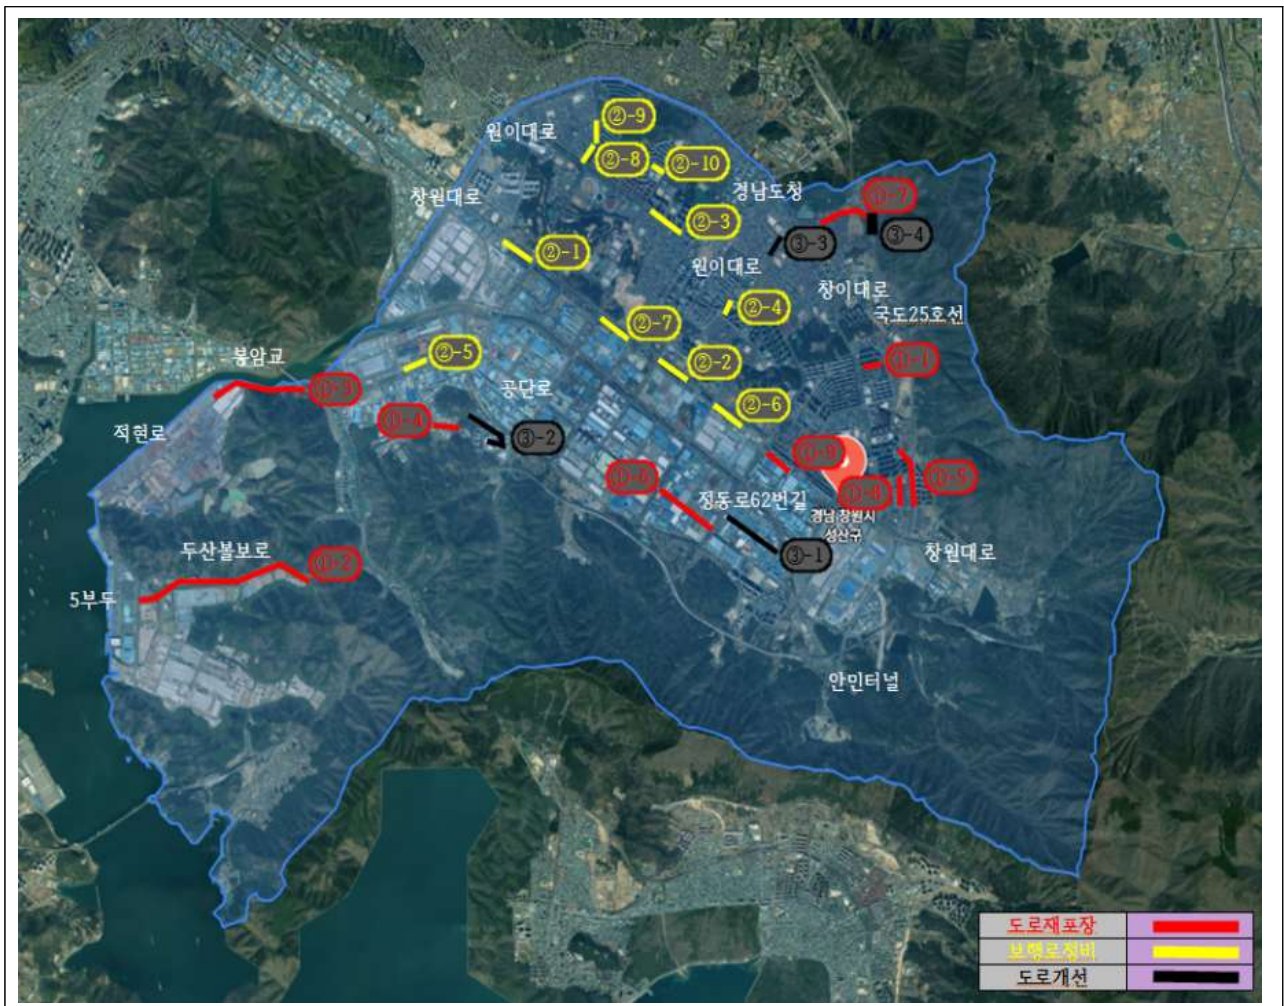 ②-9
원이대로
②-8
②-10
경남도청
①-7
창원대로
②-3
③-3
③-4
②-1
원이대로
창이대로
②-4
국도25호선
②-7
②-5
봉암교
②-2
①-1
①-3
공단로
②-6
①-4
적현로
③-2
①-5
정동로62번길
경남 창원시
성산구
두산볼보로
①-2
③-1
창원대로
5부두
안민터널
도로재포장
보행로정비
도로개선